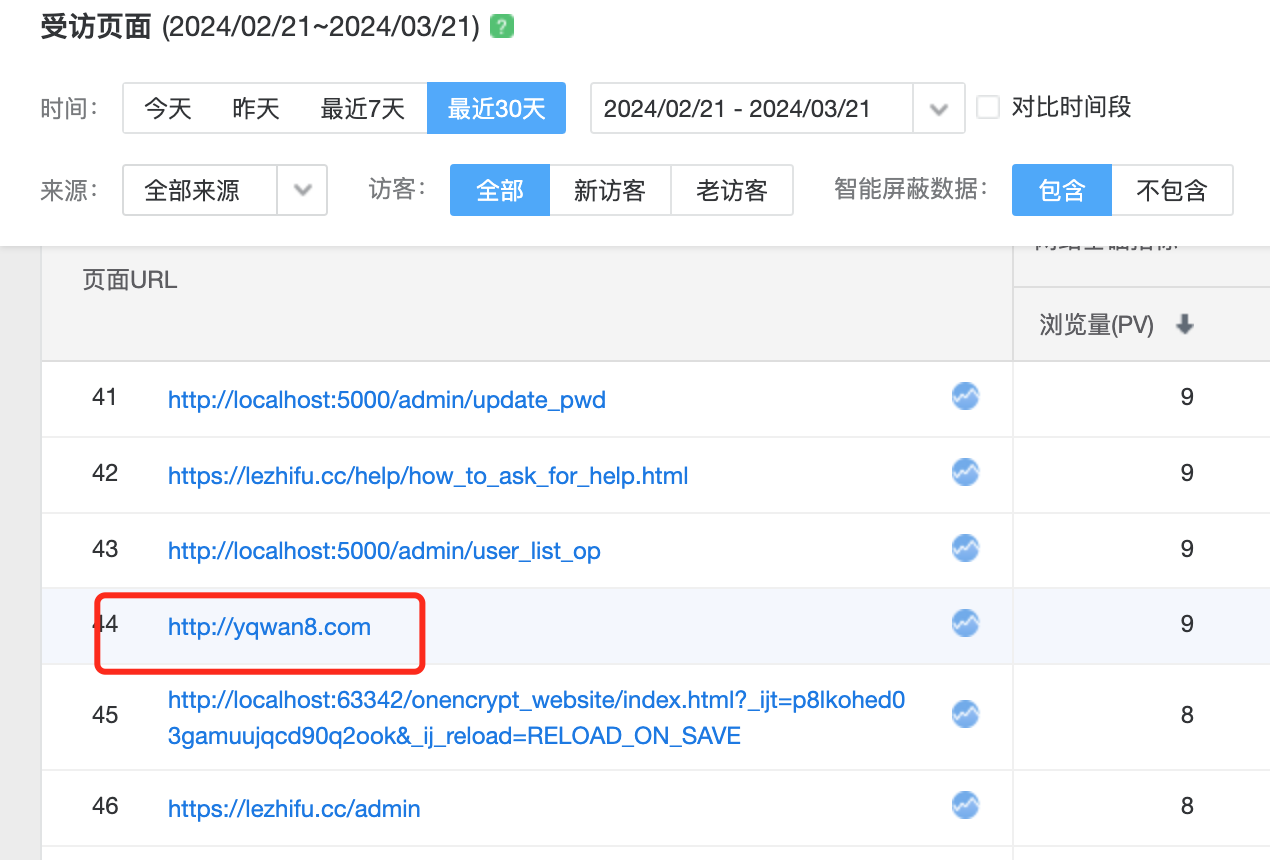 受访页面 (2024/02/21~2024/03/21) ?
时间： 今天 昨天 最近7天 最近30天 2024/02/21 - 2024/03/21 对比时间段
来源： 全部来源 访客： 全部 新访客 老访客 智能屏蔽数据： 包含 不包含
页面URL
浏览量(PV)
41 http://localhost:5000/admin/update_pwd 9
42 https://lezhifu.cc/help/how_to_ask_for_help.html 9
43 http://localhost:5000/admin/user_list_op 9
44 http://yqwan8.com 9
45 http://localhost:63342/onencrypt_website/index.html?_ijt=p8lkohed0 8
3gamuujqcd90q2ook&_ij_reload=RELOAD_ON_SAVE
46 https://lezhifu.cc/admin 8